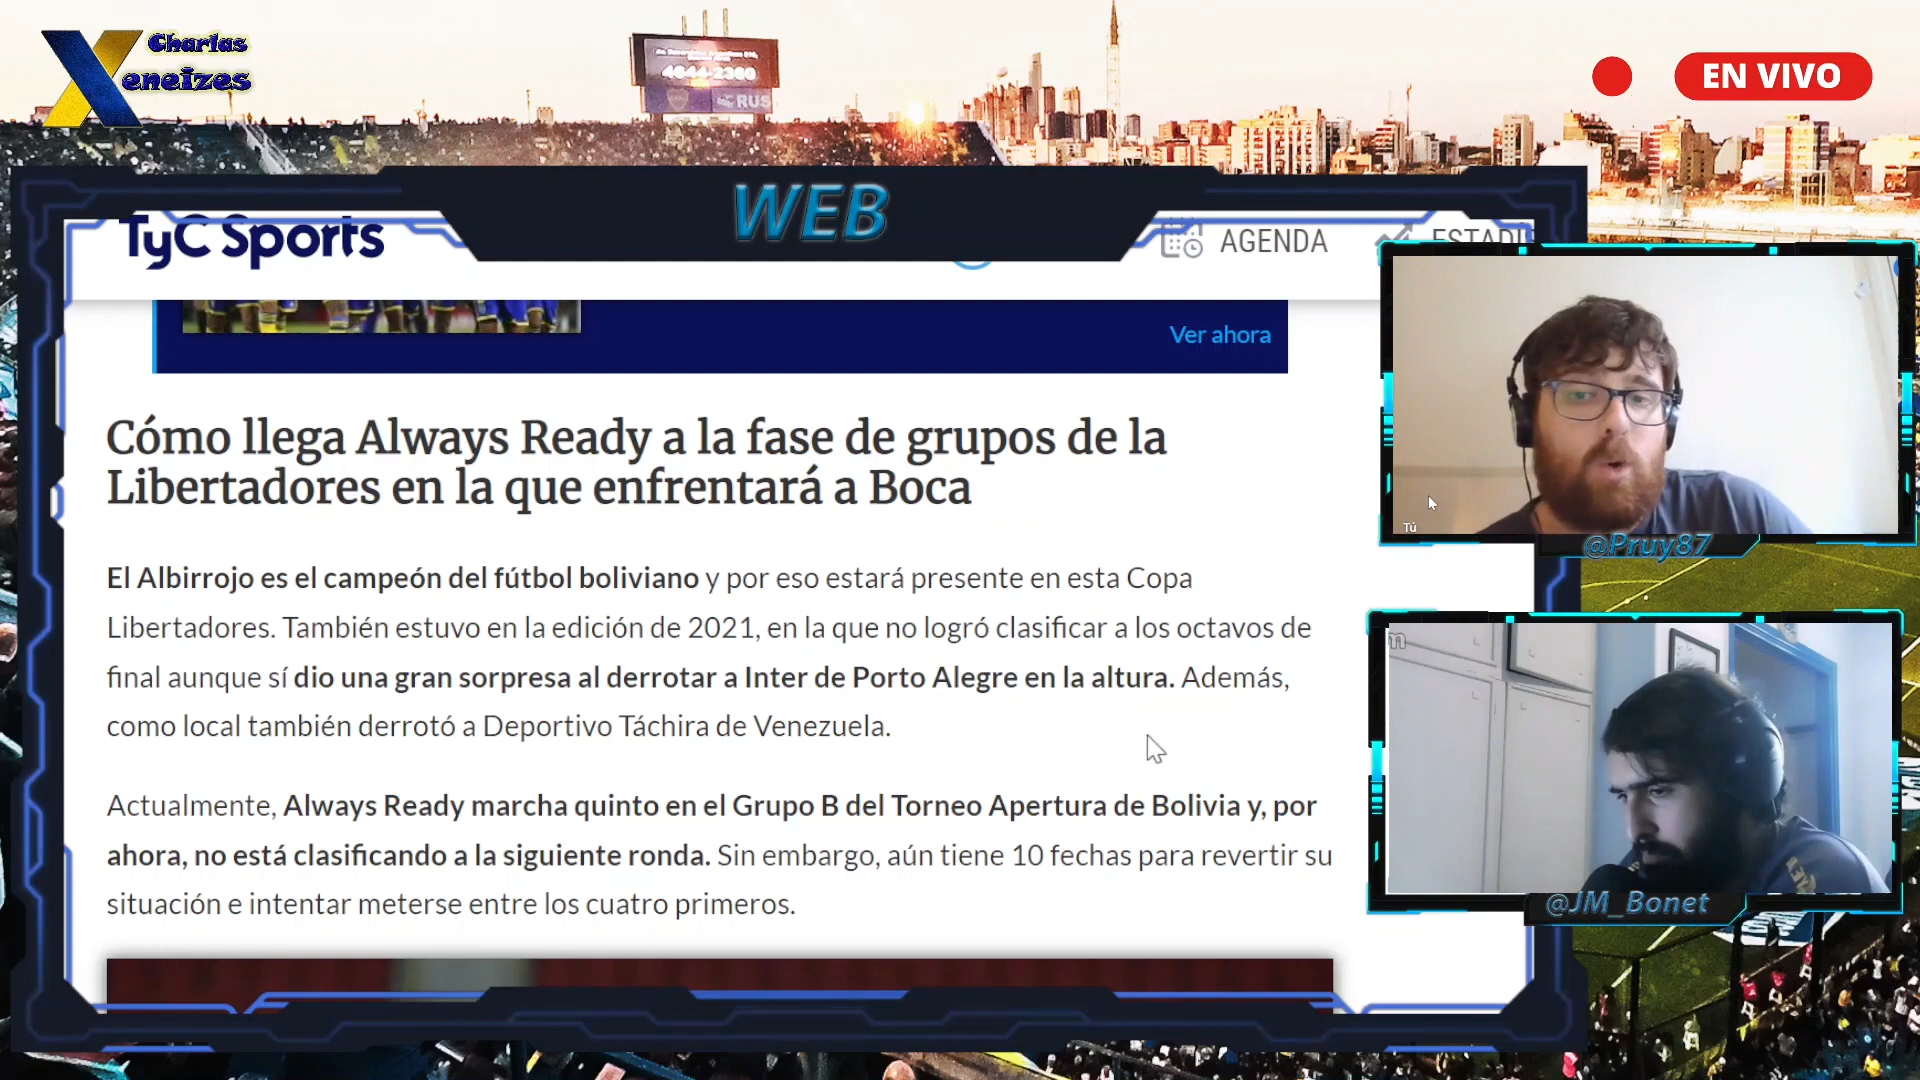 Charlas
Xeneizes
4644-2360
RUS
EN VIVO
WEB
TyC Sports
AGENDA
Ver ahora
Cómo llega Always Ready a la fase de grupos de la
Libertadores en la que enfrentará a Boca
El Albirrojo es el campeón del fútbol boliviano y por eso estará presente en esta Copa
Libertadores. También estuvo en la edición de 2021, en la que no logró clasificar a los octavos de
final aunque sí dio una gran sorpresa al derrotar a Inter de Porto Alegre en la altura. Además,
como local también derrotó a Deportivo Táchira de Venezuela.
Actualmente, Always Ready marcha quinto en el Grupo B del Torneo Apertura de Bolivia y, por
ahora, no está clasificando a la siguiente ronda. Sin embargo, aún tiene 10 fechas para revertir su
situación e intentar meterse entre los cuatro primeros.
Tú
@Pruy87
@JM_Bonet